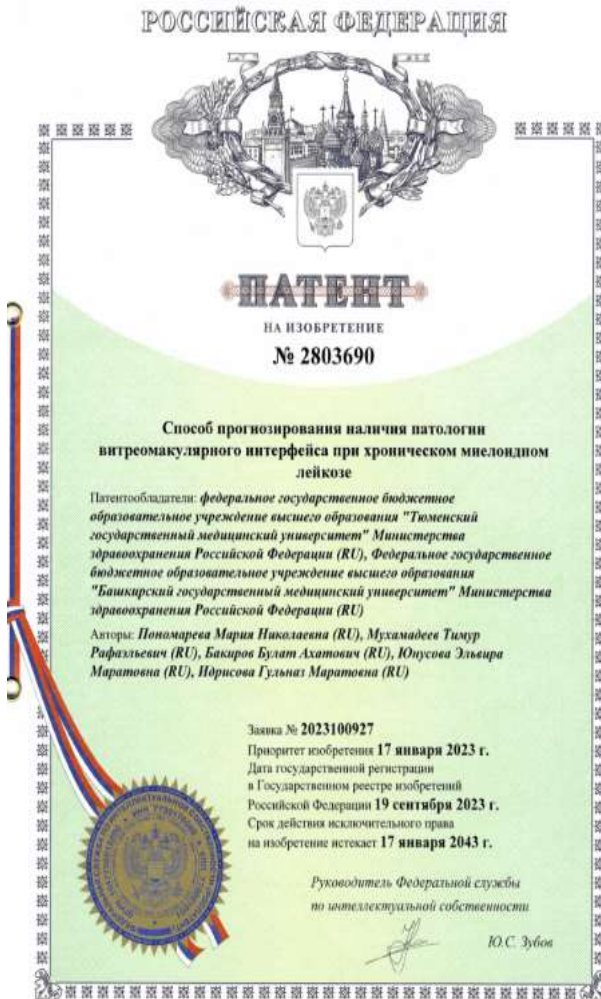 РОССИЙСКАЯ ФЕДЕРАЦИЯ
ПАТЕНТ
НА ИЗОБРЕТЕНИЕ
№ 2803690
Способ прогнозирования наличия патологии
витреомакулярного интерфейса при хроническом миелоидном
лейкозе
Патентообладатели: федеральное государственное бюджетное
образовательное учреждение высшего образования "Тюменский
государственный медицинский университет" Министерства
здравоохранения Российской Федерации (RU), Федеральное государственное
бюджетное образовательное учреждение высшего образования
"Башкирский государственный медицинский университет" Министерства
здравоохранения Российской Федерации (RU)
Авторы: Пономарева Мария Николаевна (RU), Мухамадеев Тимур
Рафаэльевич (RU), Бакиров Булат Ахатович (RU), Юнусова Эльвира
Маратовна (RU), Идрисова Гульназ Маратовна (RU)
Заявка № 2023100927
Приоритет изобретения 17 января 2023 г.
Дата государственной регистрации
в Государственном реестре изобретений
Российской Федерации 19 сентября 2023 г.
Срок действия исключительного права
на изобретение истекает 17 января 2043 г.
Руководитель Федеральной службы
по интеллектуальной собственности
Ю.С. Зубов